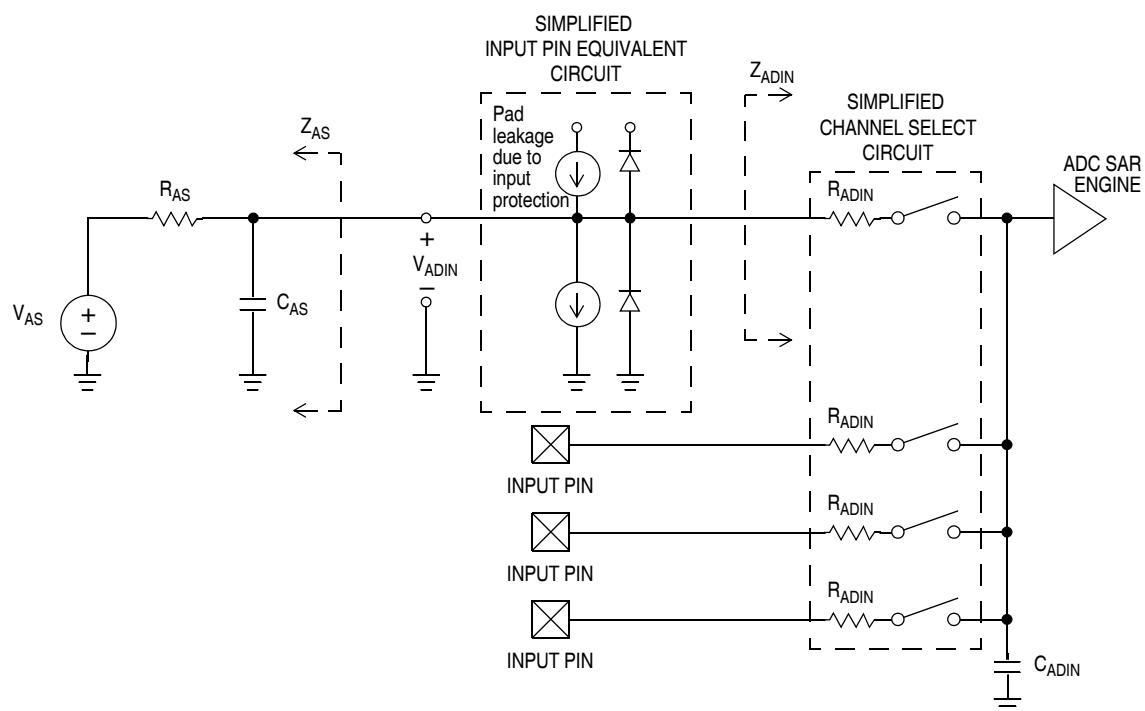 SIMPLIFIED
INPUT PIN EQUIVALENT
CIRCUIT
Z_ADIN
SIMPLIFIED
CHANNEL SELECT
CIRCUIT
Pad
leakage
due to
input
protection
Z_AS
ADC SAR
ENGINE
R_AS
R_ADIN
+
V_ADIN
–
C_AS
V_AS
+
–
R_ADIN
INPUT PIN
R_ADIN
INPUT PIN
R_ADIN
INPUT PIN
C_ADIN